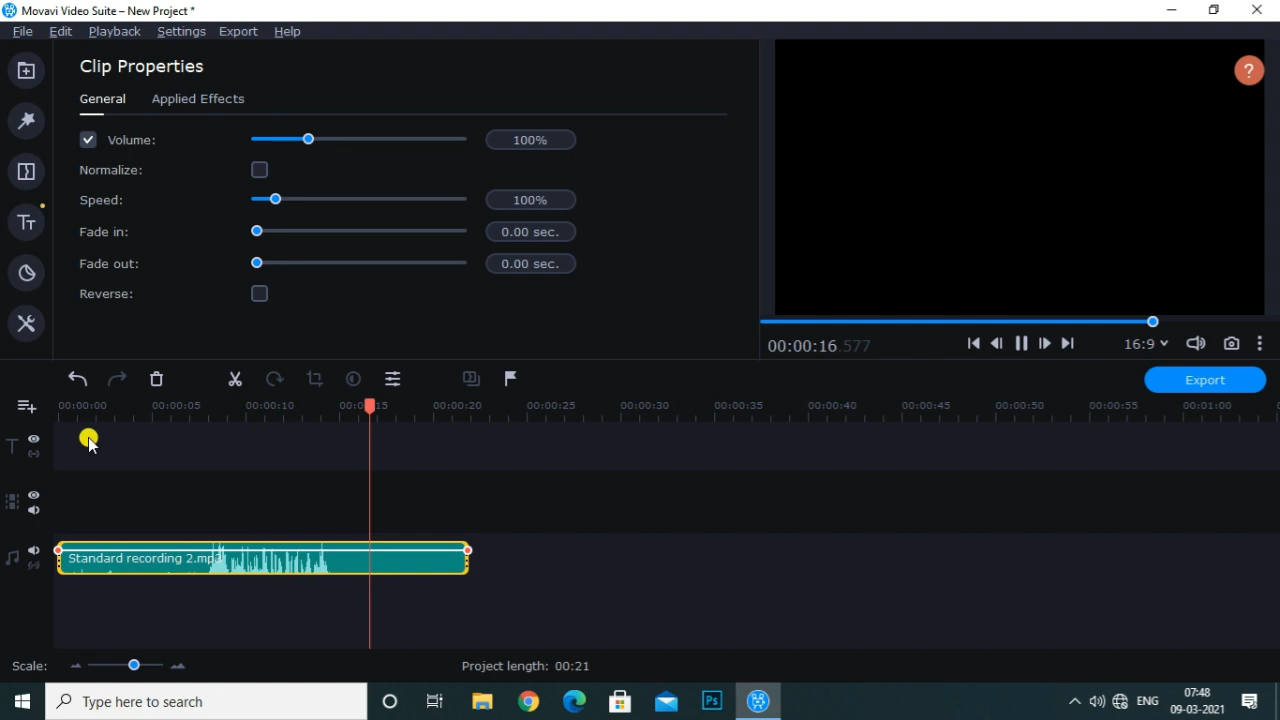 Movavi Video Suite – New Project *
File Edit Playback Settings Export Help
Clip Properties
General Applied Effects
Volume: 100%
Normalize:
Speed: 100%
Fade in: 0.00 sec.
Fade out: 0.00 sec.
Reverse:
?
00:00:16.577
16:9
Export
00:00:00 00:00:05 00:00:10 00:00:15 00:00:20 00:00:25 00:00:30 00:00:35 00:00:40 00:00:45 00:00:50 00:00:55 00:01:00
Standard recording 2.mp3
Scale: Project length: 00:21
Type here to search
Ps
ENG
07:48
09-03-2021